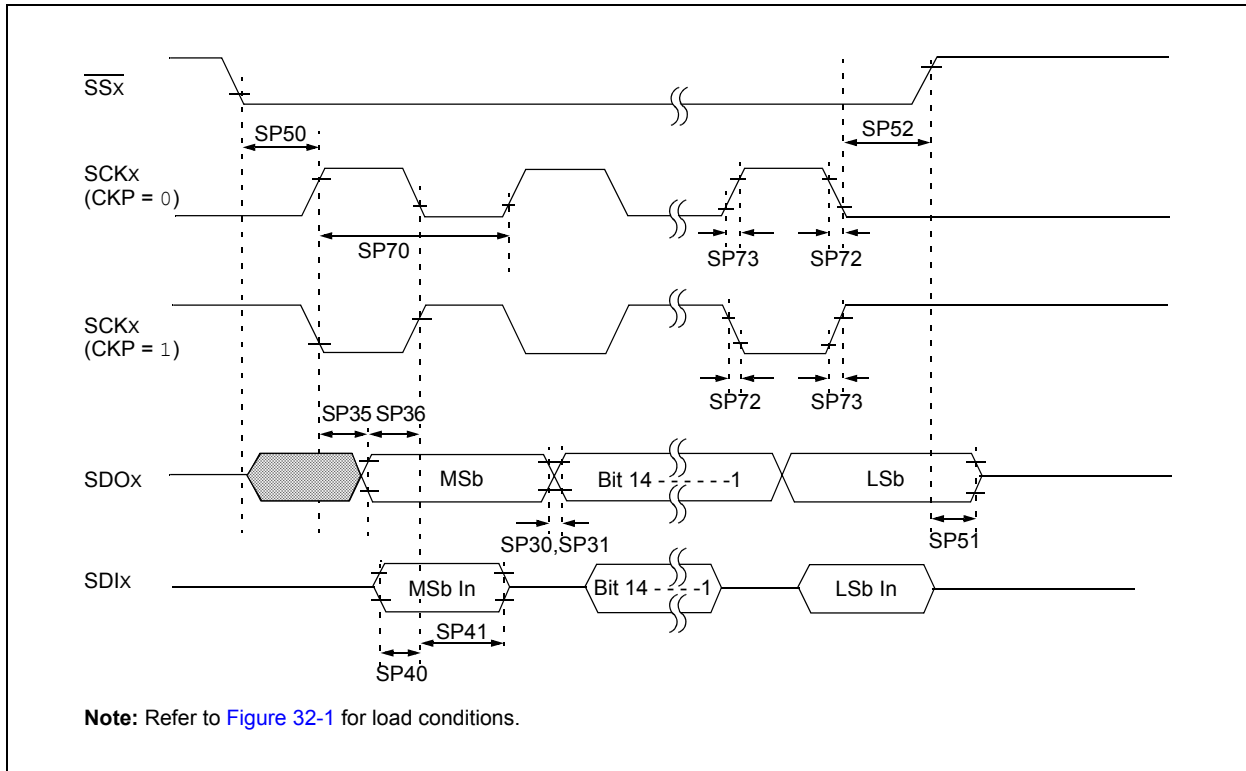 SSx
SP50
SP52
SCKx
(CKP = 0)
SP70
SP73
SP72
SCKx
(CKP = 1)
SP72
SP73
SP35 SP36
SDOx
MSb
Bit 14 - - - - - -1
LSb
SP30,SP31
SP51
SDIx
MSb In
Bit 14 - - - -1
LSb In
SP41
SP40
Note: Refer to Figure 32-1 for load conditions.